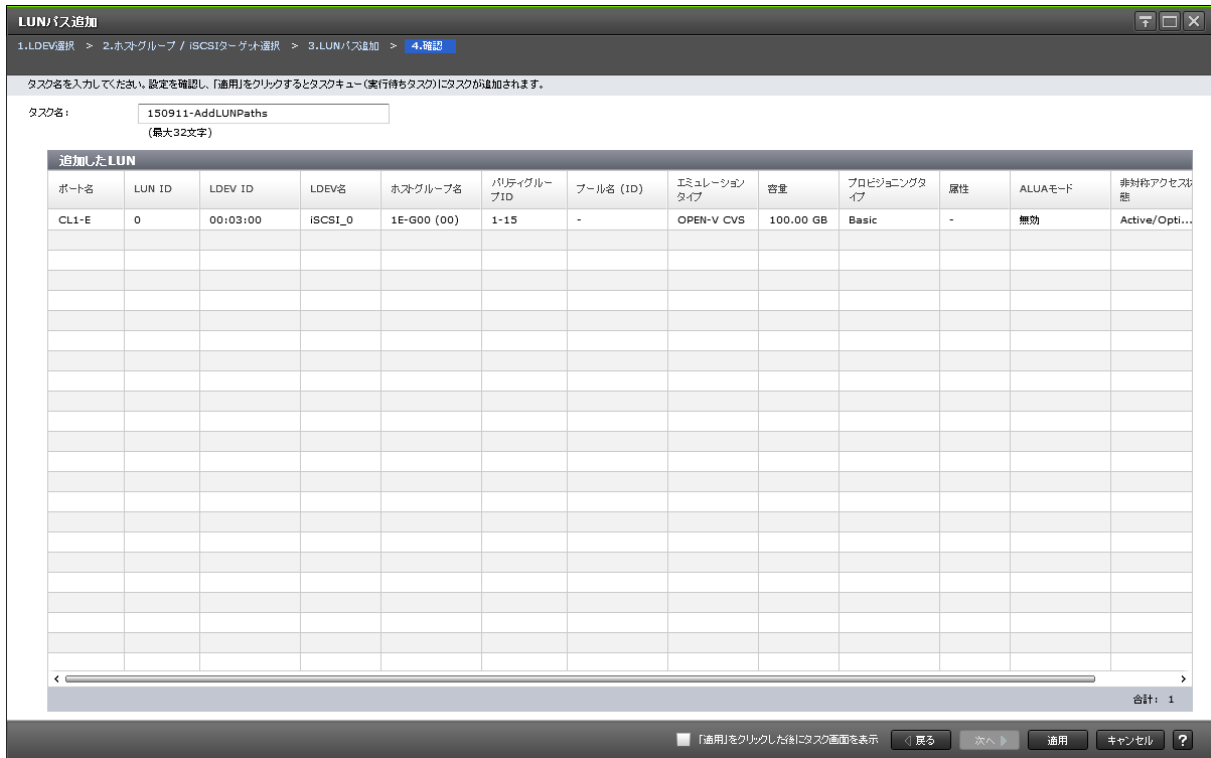 LUNパス追加
1.LDEV選択 > 2.ホストグループ / iSCSIターゲット選択 > 3.LUNパス追加 > 4.確認
タスク名を入力してください。設定を確認し、「適用」をクリックするとタスクキュー(実行待ちタスク)にタスクが追加されます。
タスク名: 150911-AddLUNPaths
(最大32文字)
追加したLUN
ポート名 LUN ID LDEV ID LDEV名 ホストグループ名 パリティグループID プール名 (ID) エミュレーションタイプ 容量 プロビジョニングタイプ 属性 ALUAモード 非対称アクセス状態
CL1-E 0 00:03:00 iSCSI_0 1E-G00 (00) 1-15 - OPEN-V CVS 100.00 GB Basic - 無効 Active/Opti...
合計: 1
「適用」をクリックした後にタスク画面を表示 戻る 次へ 適用 キャンセル ?